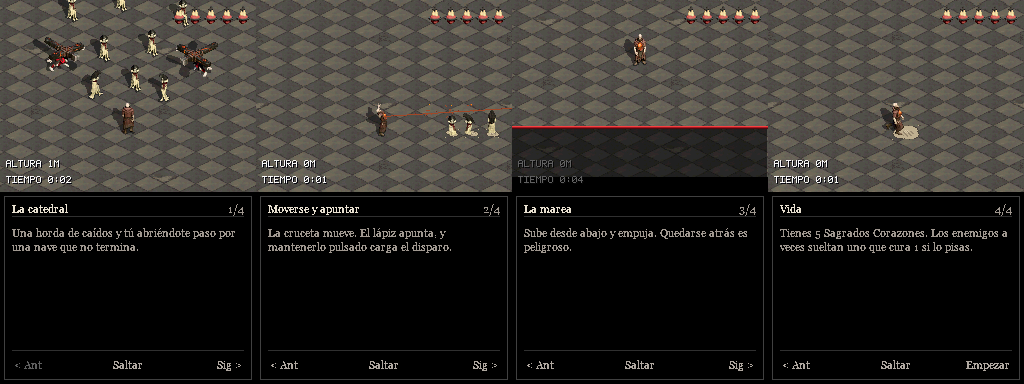 ALTURA 1M
TIEMPO 0:02
La catedral 1/4
Una horda de caídos y tú abriéndote paso por
una nave que no termina.
< Ant Saltar Sig >
ALTURA 0M
TIEMPO 0:01
Moverse y apuntar 2/4
La cruceta mueve. El lápiz apunta, y
mantenerlo pulsado carga el disparo.
< Ant Saltar Sig >
ALTURA 0M
TIEMPO 0:04
La marea 3/4
Sube desde abajo y empuja. Quedarse atrás es
peligroso.
< Ant Saltar Sig >
ALTURA 0M
TIEMPO 0:01
Vida 4/4
Tienes 5 Sagrados Corazones. Los enemigos a
veces sueltan uno que cura 1 si lo pisas.
< Ant Saltar Empezar